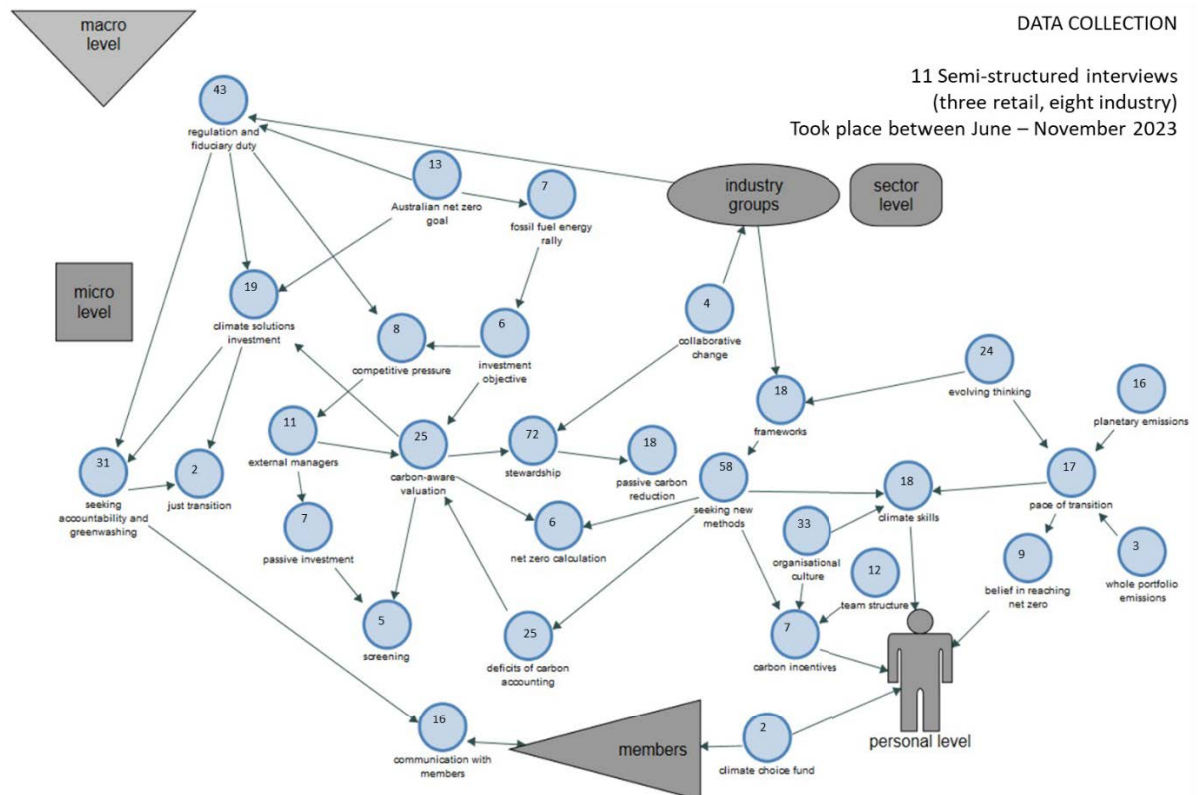 macro
level
DATA COLLECTION
11 Semi-structured interviews
(three retail, eight industry)
Took place between June – November 2023
43
regulation and
fiduciary duty
13
Australian net zero
goal
7
fossil fuel energy
rally
industry
groups
sector
level
micro
level
19
climate solutions
investment
8
competitive pressure
6
investment
objective
4
collaborative
change
18
frameworks
24
evolving thinking
16
planetary emissions
11
external managers
25
carbon-aware
valuation
72
stewardship
18
passive carbon
reduction
58
seeking new
methods
18
climate skills
17
pace of transition
31
seeking
accountability and
greenwashing
2
just transition
7
passive investment
6
net zero calculation
33
organisational
culture
12
team structure
9
belief in reaching
net zero
3
whole portfolio
emissions
5
screening
25
deficits of carbon
accounting
7
carbon incentives
personal level
16
communication with
members
members
2
climate choice fund